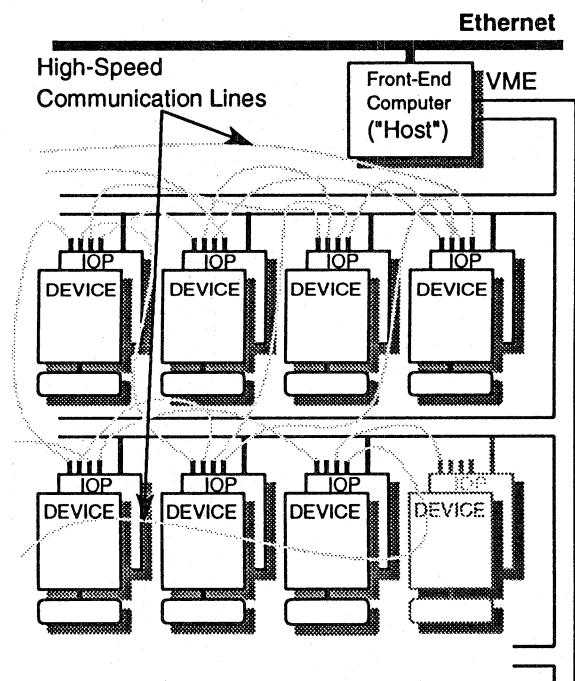 Ethernet
High-Speed
Communication Lines
Front-End
Computer
("Host")
VME
IOP
DEVICE
IOP
DEVICE
IOP
DEVICE
IOP
DEVICE
IOP
DEVICE
IOP
DEVICE
IOP
DEVICE
IOP
DEVICE